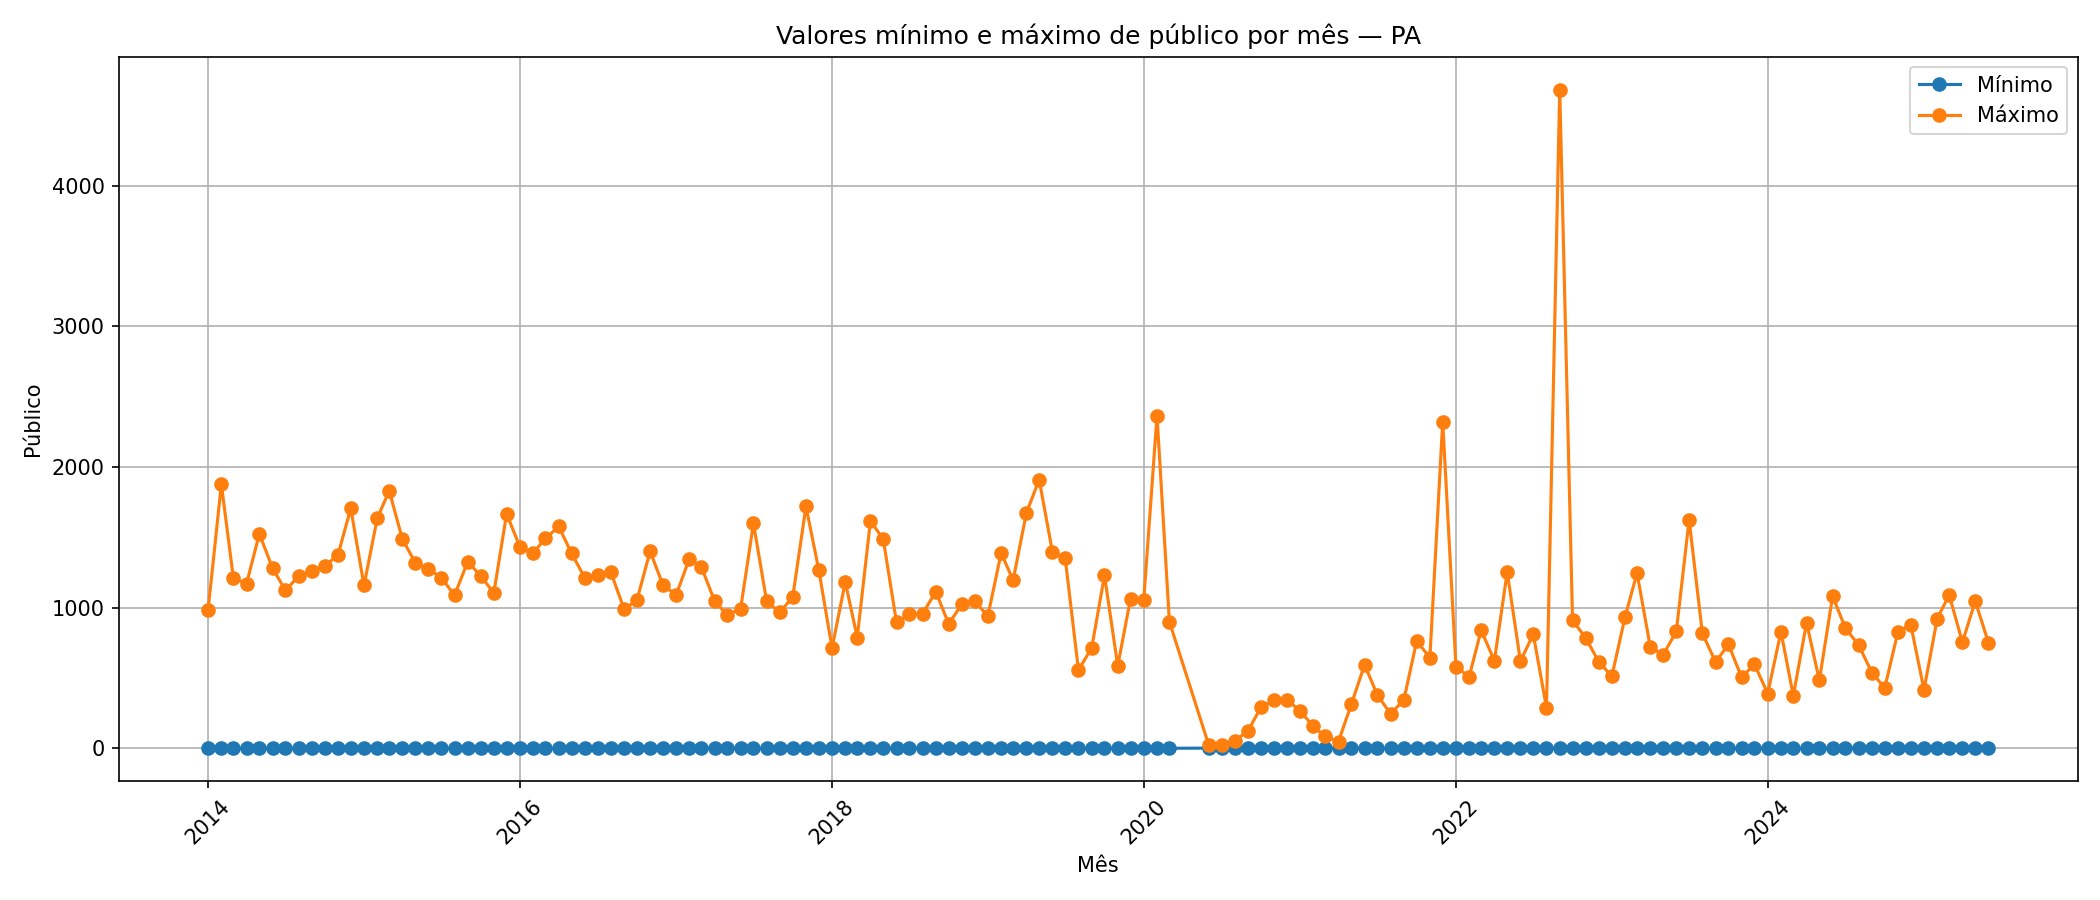 Valores mínimo e máximo de público por mês — PA
Mínimo
Máximo
Público
4000
3000
2000
1000
0
2014
2016
2018
2020
2022
2024
Mês